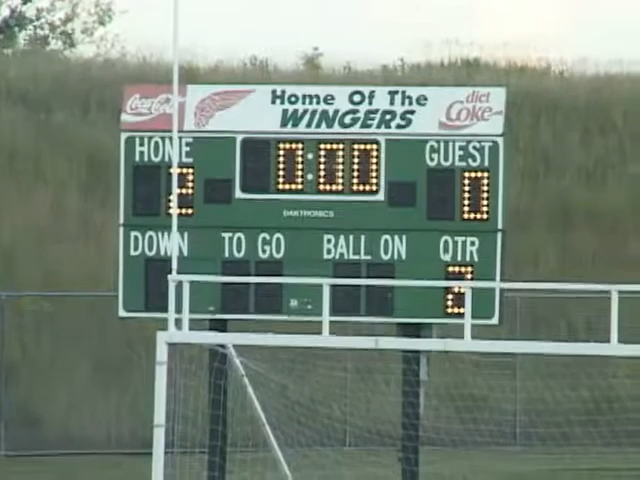 Coca-Cola
Home Of The
WINGERS
diet
Coke
HOME 0:00 GUEST
2 0
DAKTRONICS
DOWN TO GO BALL ON QTR
2